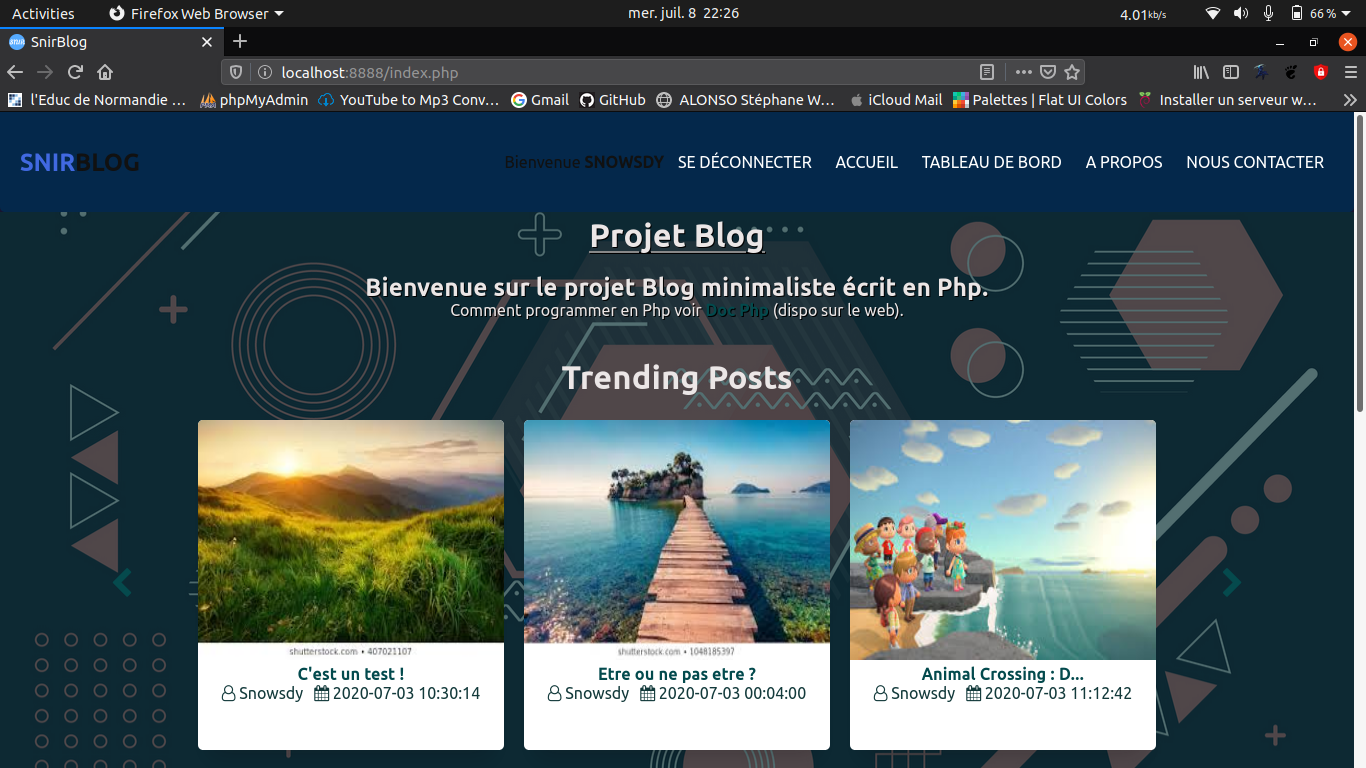 Activities Firefox Web Browser mer. juil. 8 22:26 4.01kb/s 66 %
SnirBlog
localhost:8888/index.php
l'Educ de Normandie … phpMyAdmin YouTube to Mp3 Conv… Gmail GitHub ALONSO Stéphane W… iCloud Mail Palettes | Flat UI Colors Installer un serveur w…
SNIRBLOG Bienvenue SNOWSDY SE DÉCONNECTER ACCUEIL TABLEAU DE BORD A PROPOS NOUS CONTACTER
Projet Blog
Bienvenue sur le projet Blog minimaliste écrit en Php.
Comment programmer en Php voir Doc Php (dispo sur le web).
Trending Posts
shutterstock.com • 407021107
C'est un test !
Snowsdy 2020-07-03 10:30:14
shutterstock.com • 1048185397
Etre ou ne pas etre ?
Snowsdy 2020-07-03 00:04:00
Animal Crossing : D...
Snowsdy 2020-07-03 11:12:42